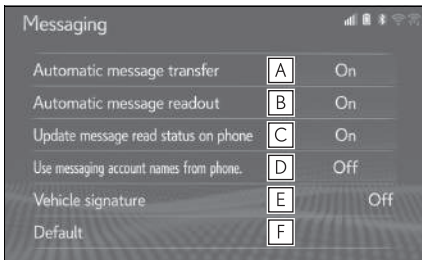 Messaging
Automatic message transfer A On
Automatic message readout B On
Update message read status on phone C On
Use messaging account names from phone. D Off
Vehicle signature E Off
Default F